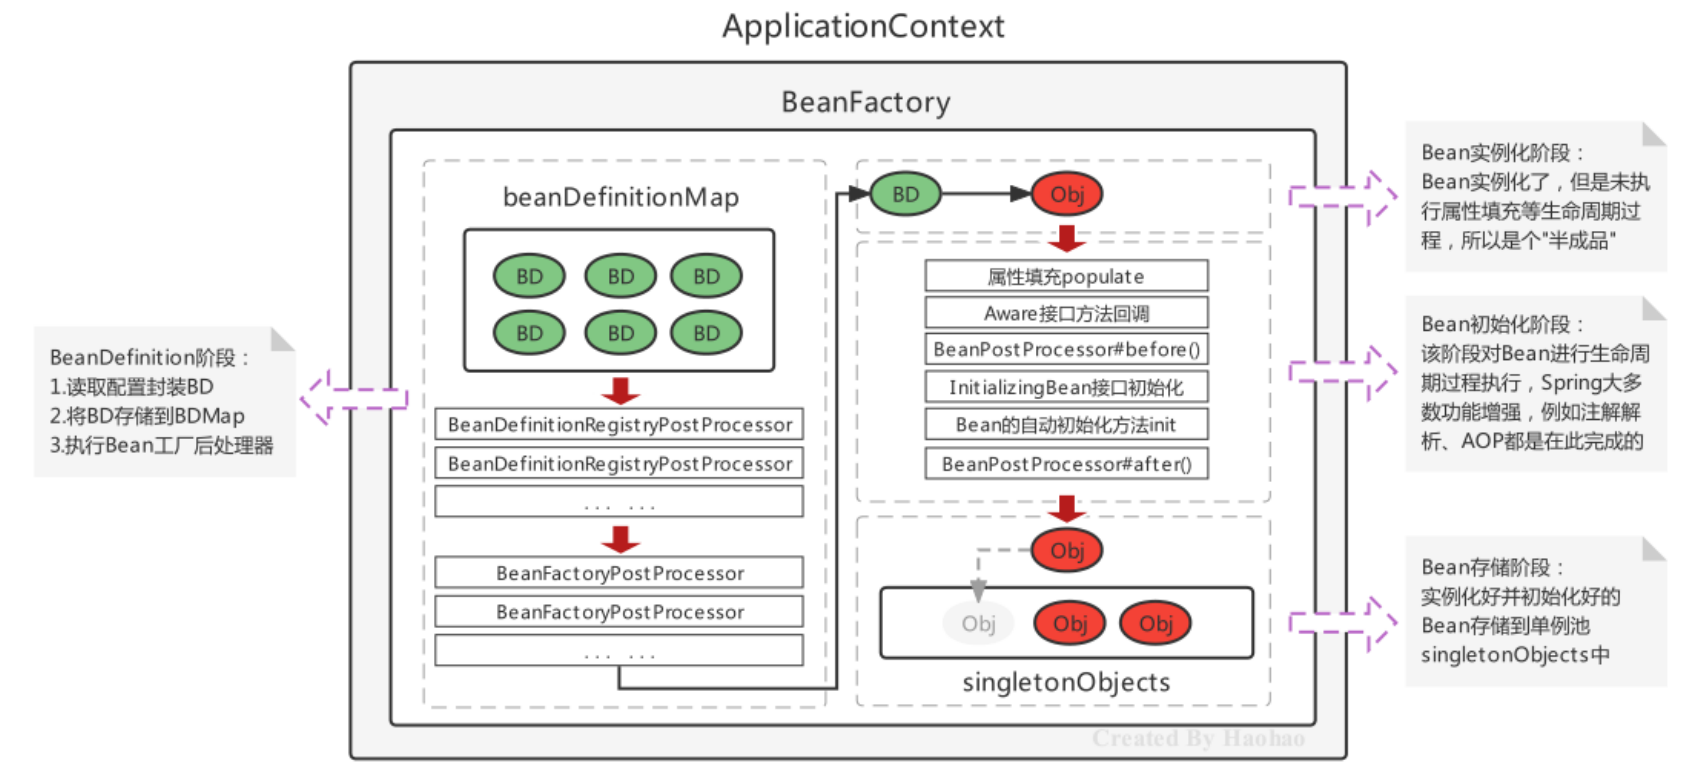 ApplicationContext
BeanFactory
beanDefinitionMap
BD
BD
BD
BD
BD
BD
BeanDefinitionRegistryPostProcessor
BeanDefinitionRegistryPostProcessor
... ...
BeanFactoryPostProcessor
BeanFactoryPostProcessor
... ...
BeanDefinition阶段：
1.读取配置封装BD
2.将BD存储到BDMap
3.执行Bean工厂后处理器
BD
Obj
属性填充populate
Aware接口方法回调
BeanPostProcessor#before()
InitializingBean接口初始化
Bean的自动初始化方法init
BeanPostProcessor#after()
Obj
Obj
Obj
Obj
singletonObjects
Bean实例化阶段：
Bean实例化了，但是未执
行属性填充等生命周期过
程，所以是个"半成品"
Bean初始化阶段：
该阶段对Bean进行生命周
期过程执行，Spring大多
数功能增强，例如注解解
析、AOP都是在此完成的
Bean存储阶段：
实例化好并初始化好的
Bean存储到单例池
singletonObjects中
Created By Haohao